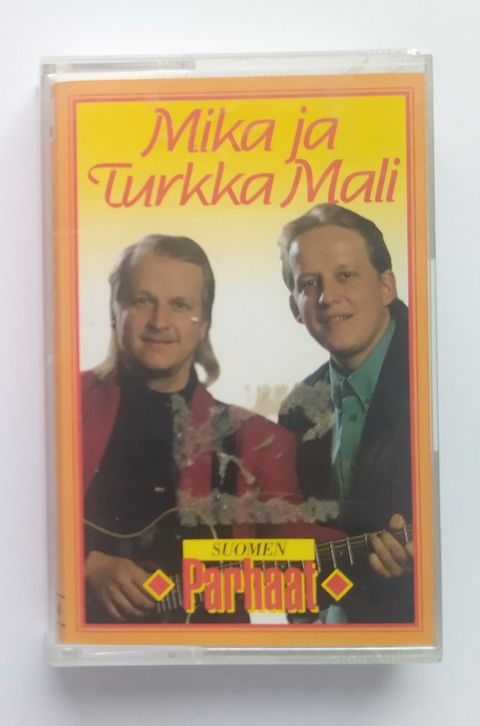 Mika ja
Turkka Mali
SUOMEN
Parhaat